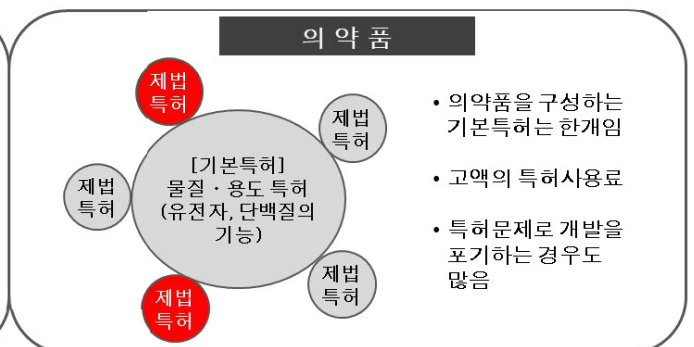 의 약 품
제법
특허
제법
특허
[기본특허]
물질 · 용도 특허
(유전자, 단백질의
기능)
제법
특허
제법
특허
제법
특허
• 의약품을 구성하는
기본특허는 한개임
• 고액의 특허사용료
• 특허문제로 개발을
포기하는 경우도
많음